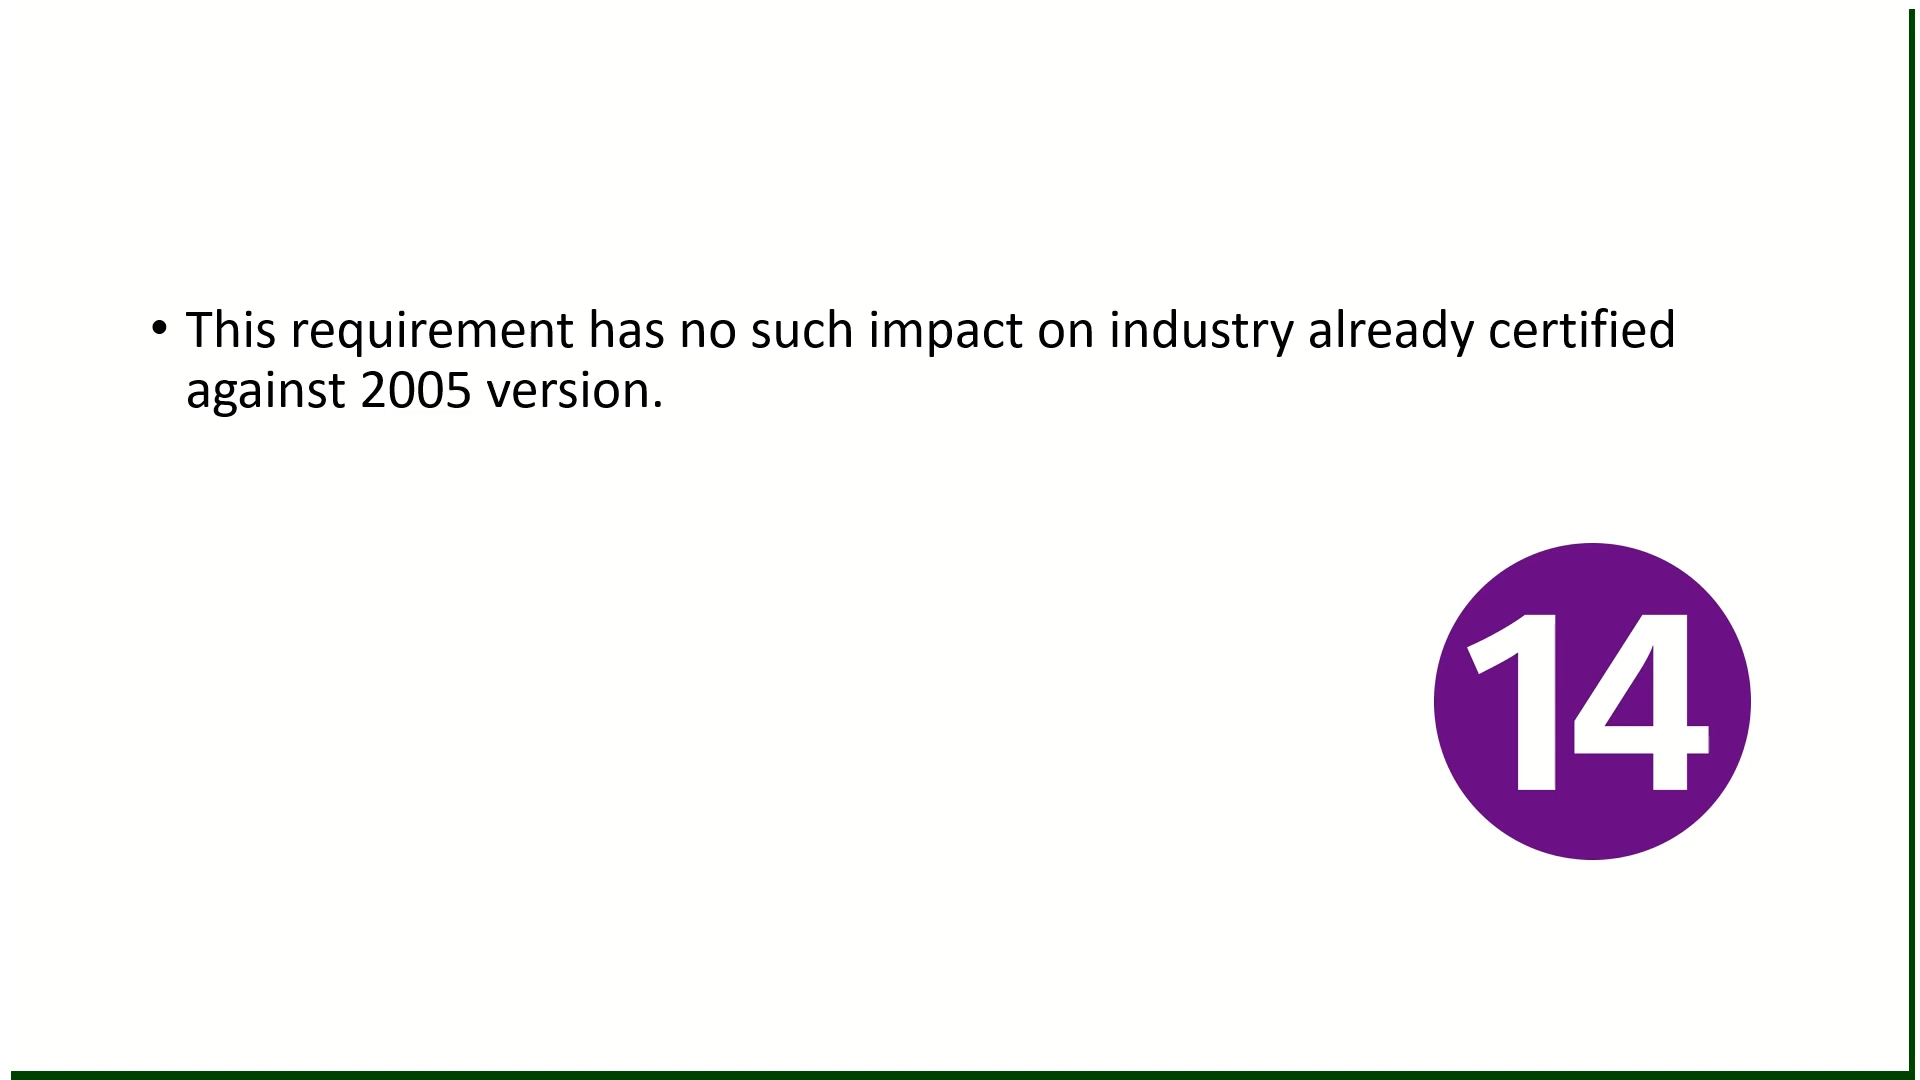 • This requirement has no such impact on industry already certified
against 2005 version.
14